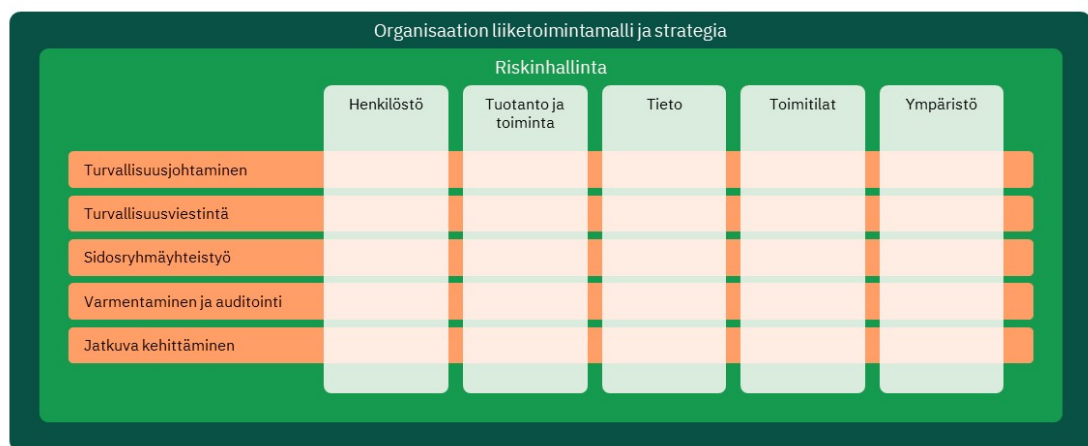 Organisaation liiketoimintamalli ja strategia
Riskinhallinta
Henkilöstö
Tuotanto ja
toiminta
Tieto
Toimitilat
Ympäristö
Turvallisuusjohtaminen
Turvallisuusviestintä
Sidosryhmäyhteistyö
Varmentaminen ja auditointi
Jatkuva kehittäminen